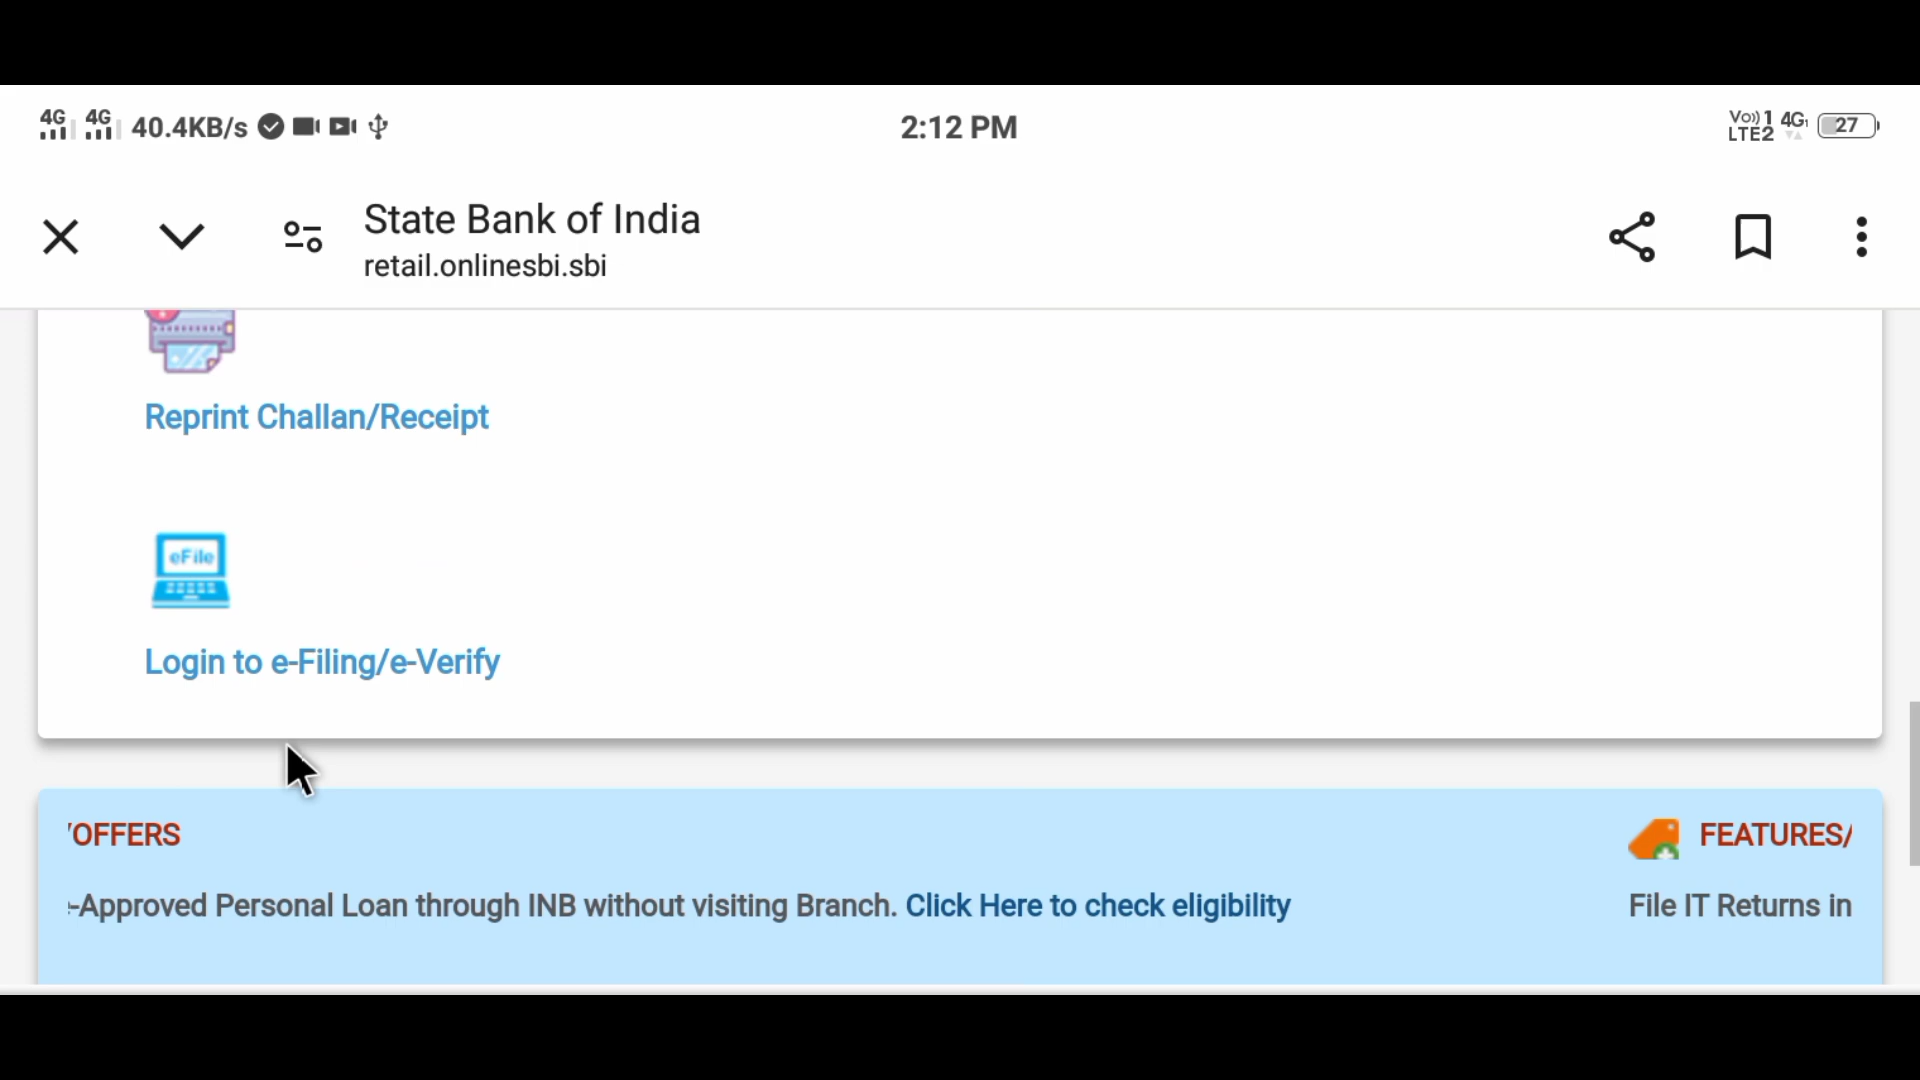 4G 4G 40.4KB/s
2:12 PM
Vo)) 1 4G
LTE2
27
State Bank of India
retail.onlinesbi.sbi
Reprint Challan/Receipt
eFile
Login to e-Filing/e-Verify
/OFFERS
FEATURES/
-Approved Personal Loan through INB without visiting Branch. Click Here to check eligibility
File IT Returns in